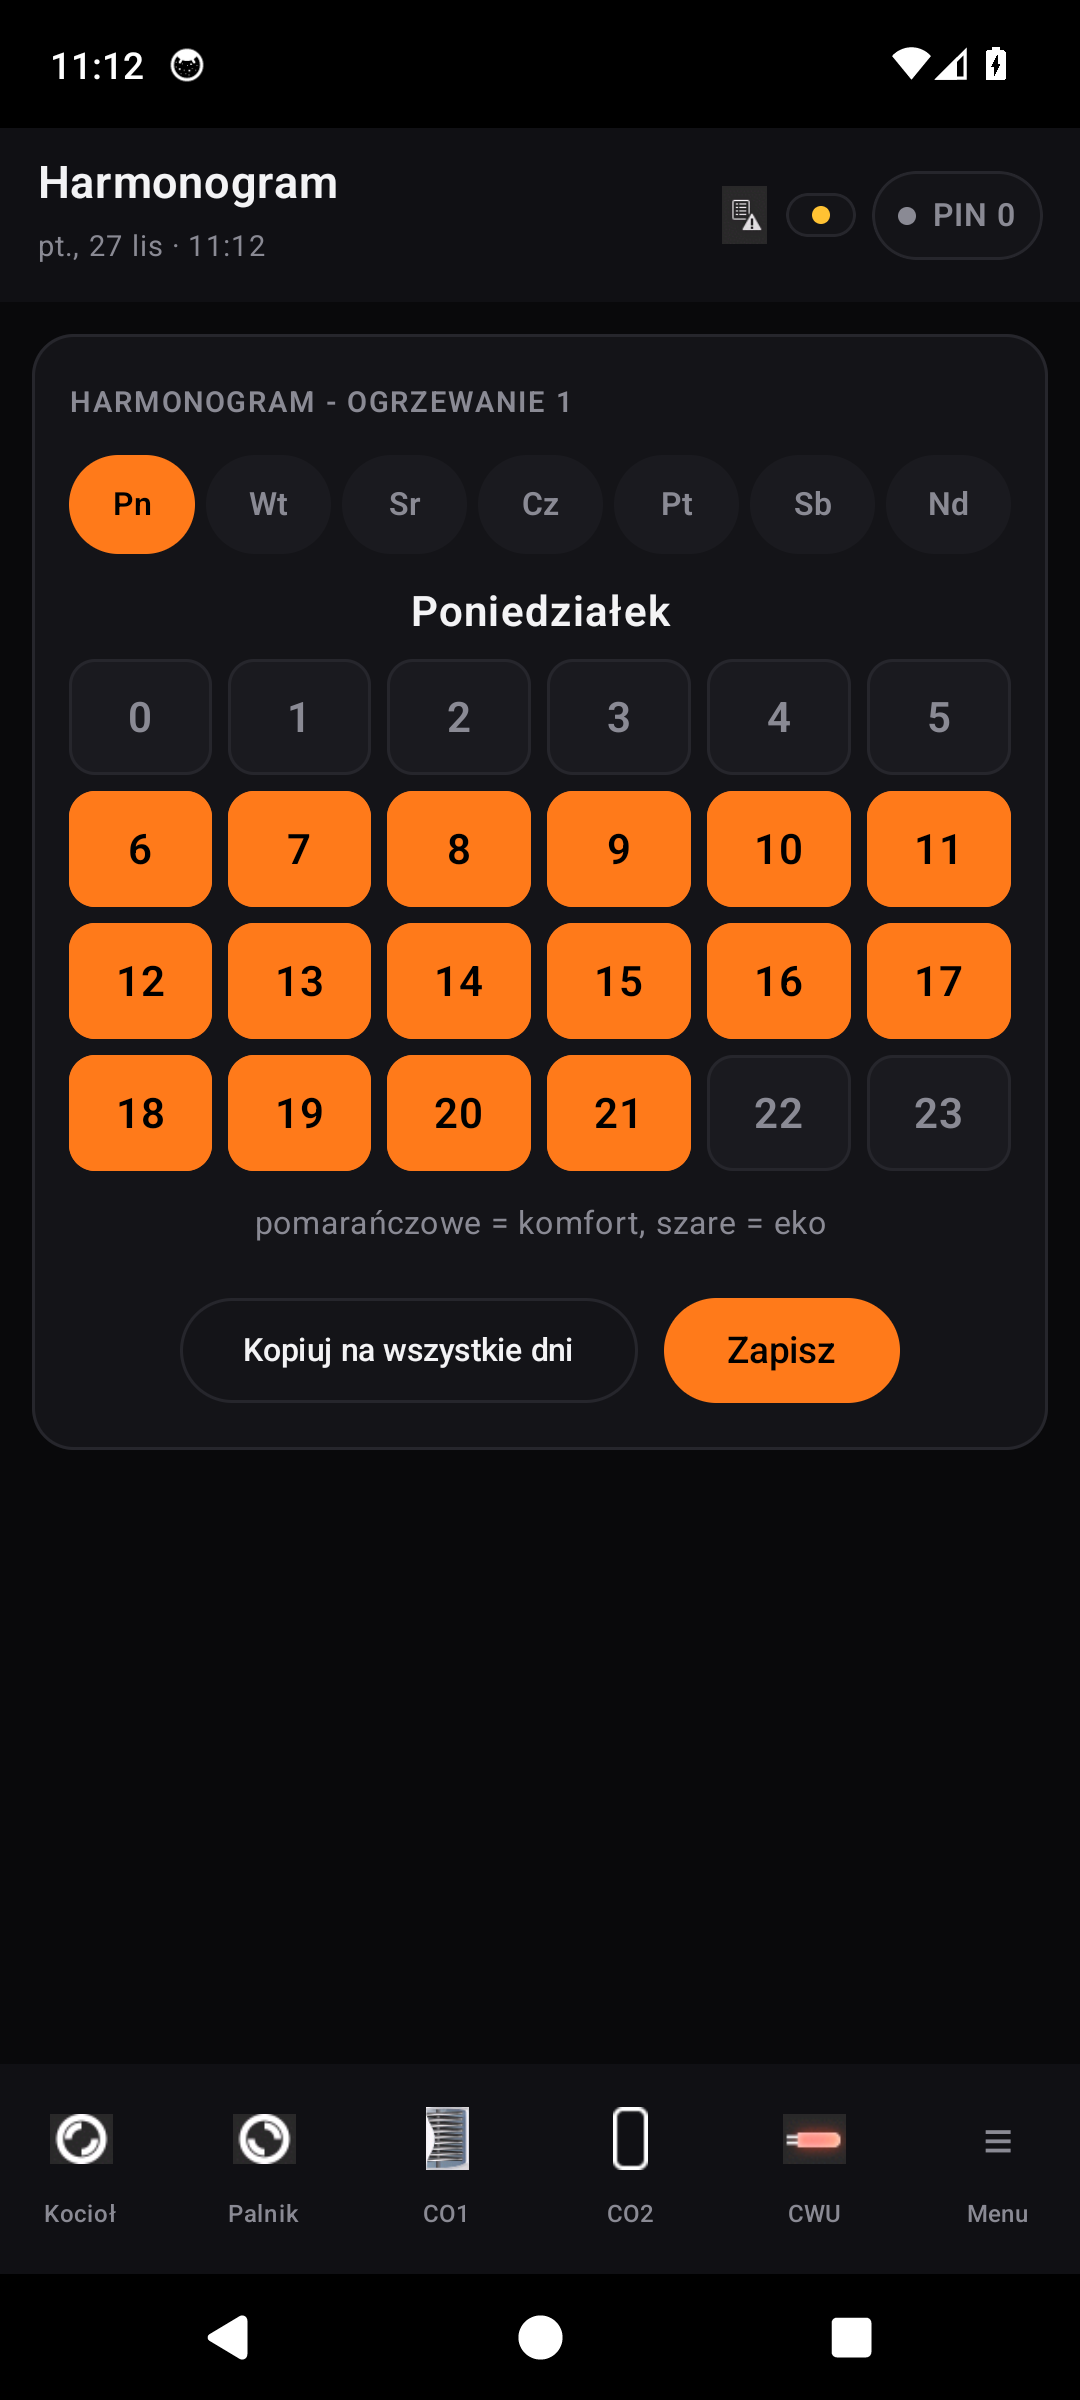 11:12
Harmonogram
pt., 27 lis · 11:12
PIN 0
HARMONOGRAM - OGRZEWANIE 1
Pn Wt Sr Cz Pt Sb Nd
Poniedziałek
0 1 2 3 4 5
6 7 8 9 10 11
12 13 14 15 16 17
18 19 20 21 22 23
pomarańczowe = komfort, szare = eko
Kopiuj na wszystkie dni Zapisz
Kocioł Palnik CO1 CO2 CWU Menu